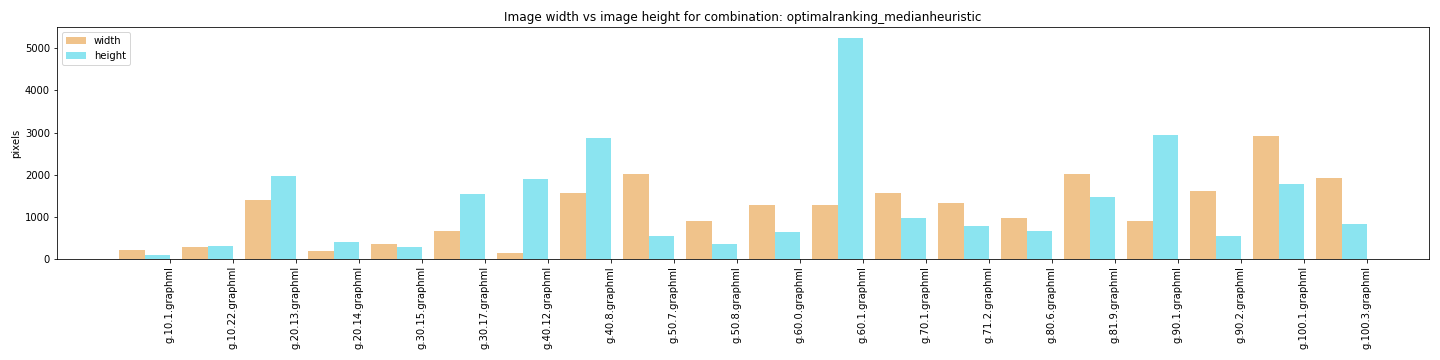 Image width vs image height for combination: optimalranking_medianheuristic
width
height
pixels
5000
4000
3000
2000
1000
0
g.10.1.graphml
g.10.22.graphml
g.20.13.graphml
g.20.14.graphml
g.30.15.graphml
g.30.17.graphml
g.40.12.graphml
g.40.8.graphml
g.50.7.graphml
g.50.8.graphml
g.60.0.graphml
g.60.1.graphml
g.70.1.graphml
g.71.2.graphml
g.80.6.graphml
g.81.9.graphml
g.90.1.graphml
g.90.2.graphml
g.100.1.graphml
g.100.3.graphml